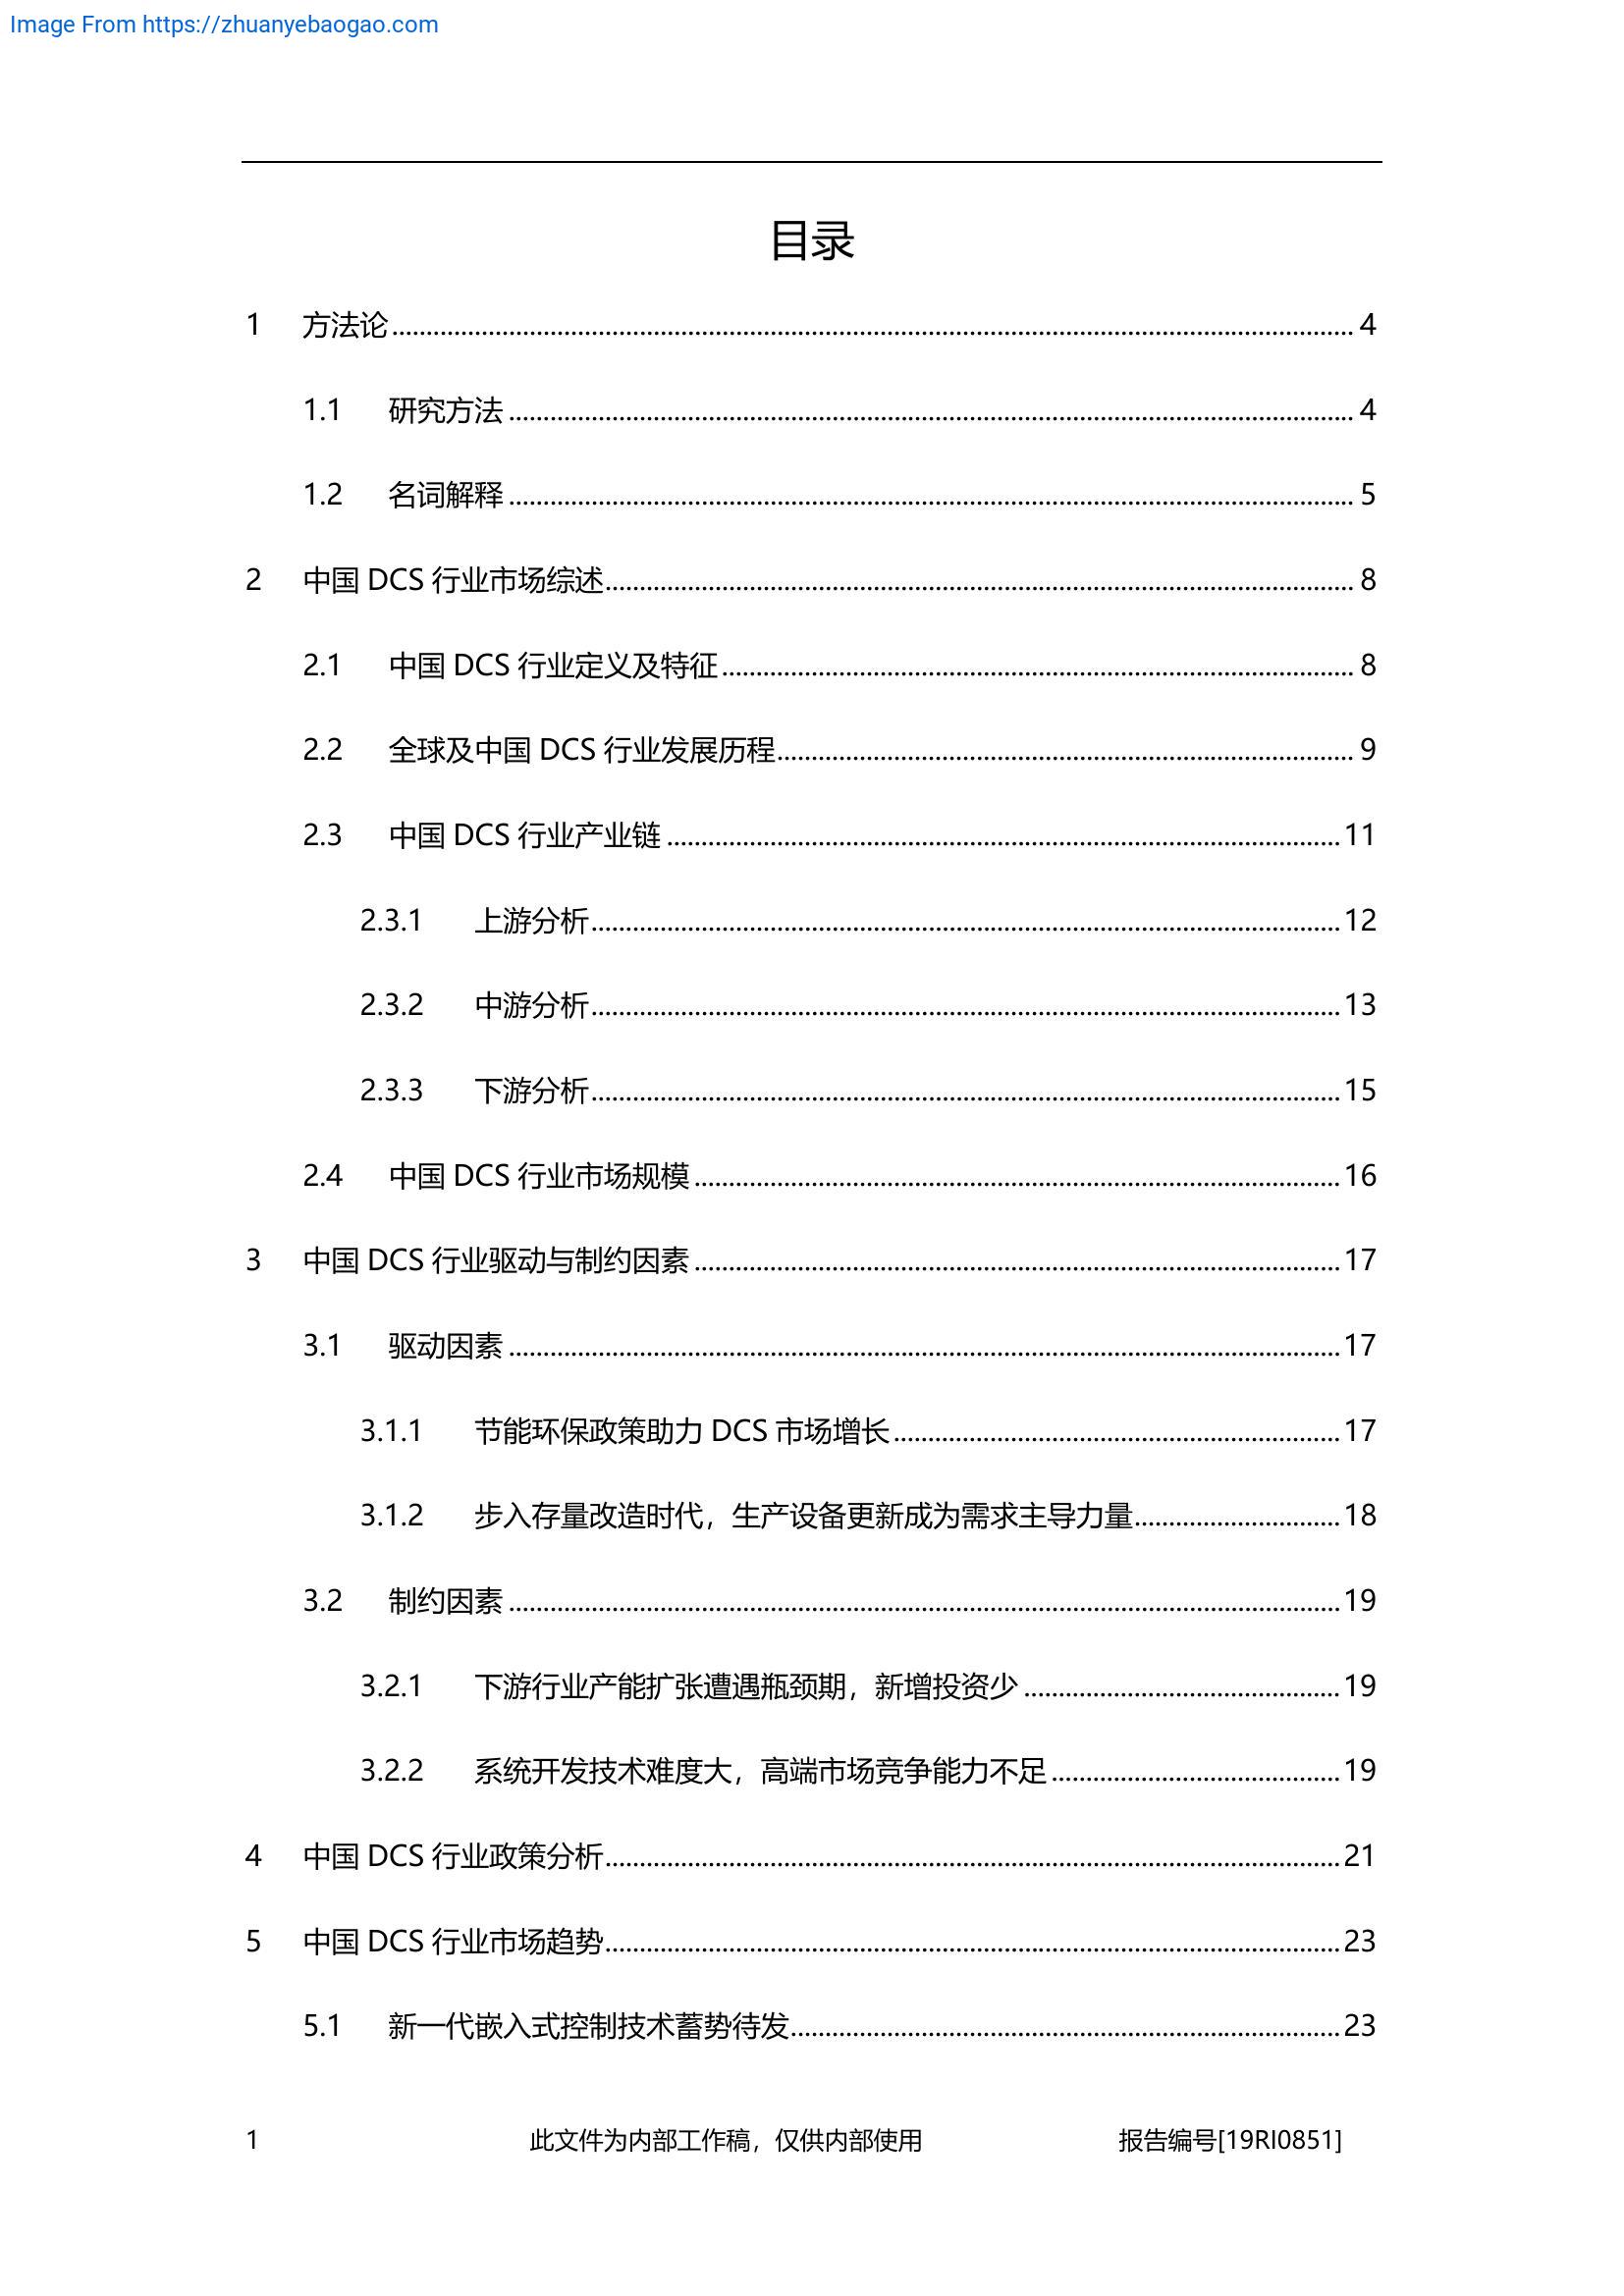 Image From https://zhuanyebaogao.com
目录
1 方法论 4
1.1 研究方法 4
1.2 名词解释 5
2 中国 DCS 行业市场综述 8
2.1 中国 DCS 行业定义及特征 8
2.2 全球及中国 DCS 行业发展历程 9
2.3 中国 DCS 行业产业链 11
2.3.1 上游分析 12
2.3.2 中游分析 13
2.3.3 下游分析 15
2.4 中国 DCS 行业市场规模 16
3 中国 DCS 行业驱动与制约因素 17
3.1 驱动因素 17
3.1.1 节能环保政策助力 DCS 市场增长 17
3.1.2 步入存量改造时代，生产设备更新成为需求主导力量 18
3.2 制约因素 19
3.2.1 下游行业产能扩张遭遇瓶颈期，新增投资少 19
3.2.2 系统开发技术难度大，高端市场竞争能力不足 19
4 中国 DCS 行业政策分析 21
5 中国 DCS 行业市场趋势 23
5.1 新一代嵌入式控制技术蓄势待发 23
1 此文件为内部工作稿，仅供内部使用 报告编号[19RI0851]